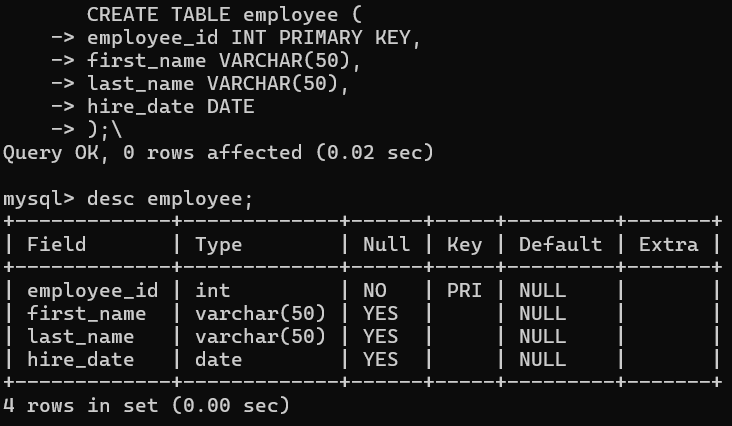 CREATE TABLE employee (
    -> employee_id INT PRIMARY KEY,
    -> first_name VARCHAR(50),
    -> last_name VARCHAR(50),
    -> hire_date DATE
    -> );\
Query OK, 0 rows affected (0.02 sec)

mysql> desc employee;
+-------------+-------------+------+-----+---------+-------+
| Field       | Type        | Null | Key | Default | Extra |
+-------------+-------------+------+-----+---------+-------+
| employee_id | int         | NO   | PRI | NULL    |       |
| first_name  | varchar(50) | YES  |     | NULL    |       |
| last_name   | varchar(50) | YES  |     | NULL    |       |
| hire_date   | date        | YES  |     | NULL    |       |
+-------------+-------------+------+-----+---------+-------+
4 rows in set (0.00 sec)